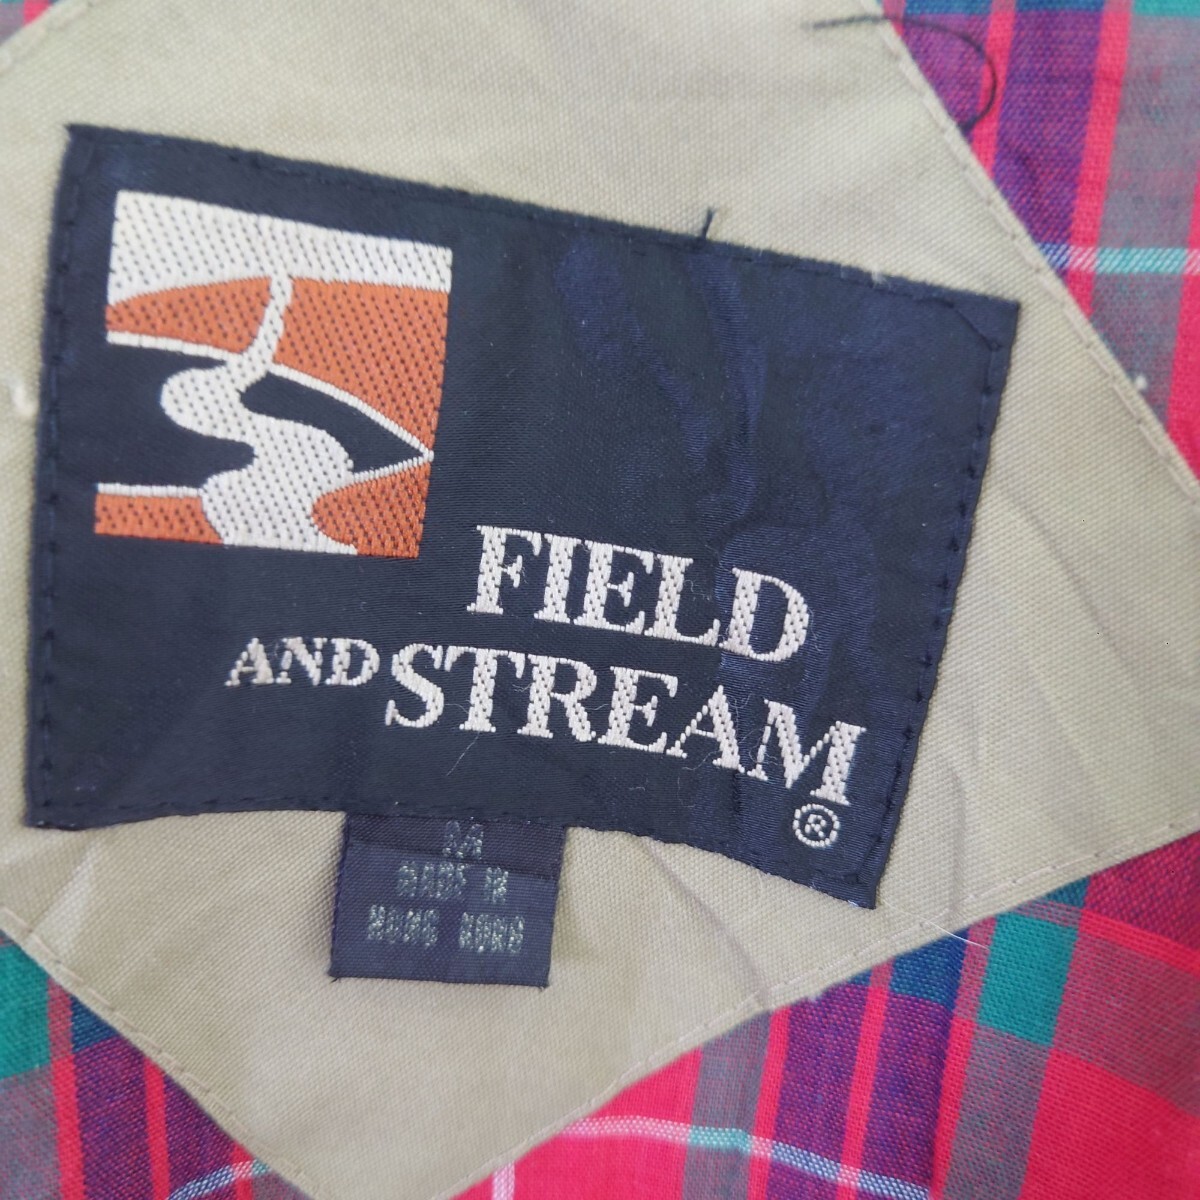 FIELD
AND STREAM
®
M
MADE IN
HONG KONG